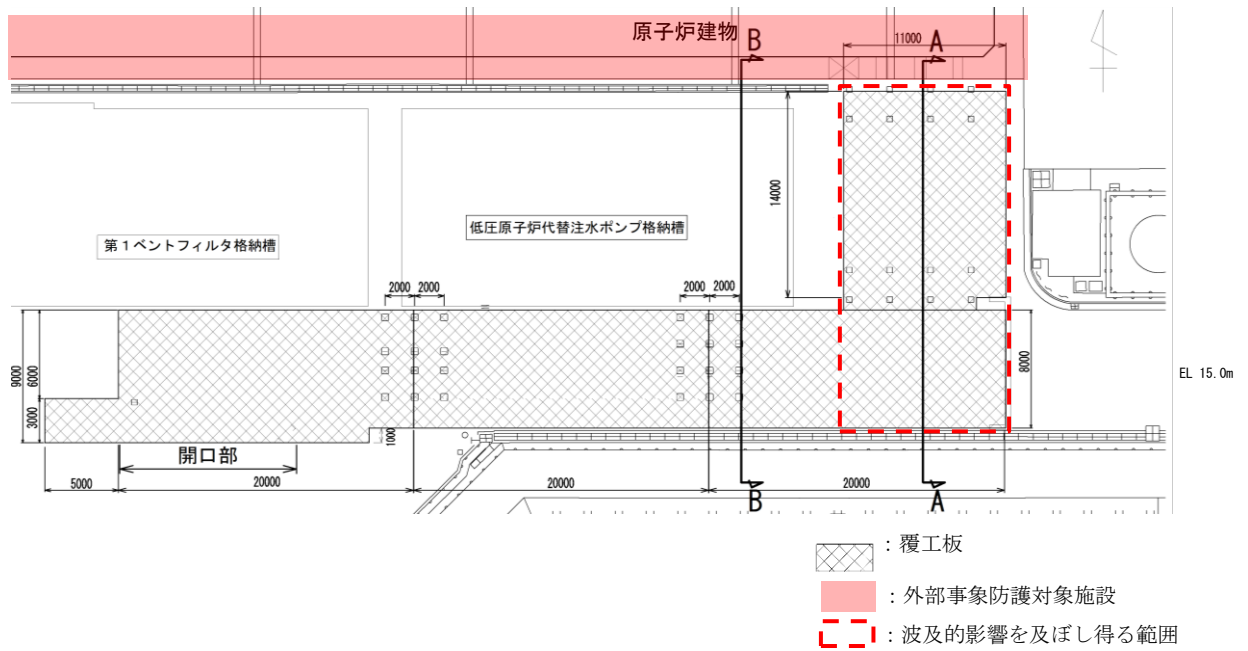 原子炉建物
B
A
11000
14000
第1ベントフィルタ格納槽
低圧原子炉代替注水ポンプ格納槽
2000 2000
2000 2000
9000
6000
3000
8000
EL 15.0m
1000
開口部
5000
20000
20000
20000
B
A
：覆工板
：外部事象防護対象施設
：波及的影響を及ぼし得る範囲